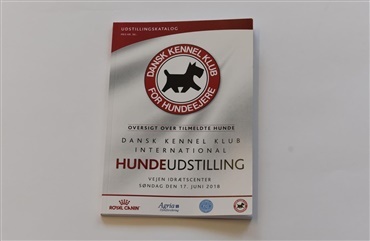 UDSTILLINGSKATALOG
DANSK KENNEL KLUB
FOR HUNDEEJERE
OVERSIGT OVER TILMELDTE HUNDE
DANSK KENNEL KLUB
INTERNATIONAL
HUNDEUDSTILLING
VEJEN IDRÆTSCENTER
SØNDAG DEN 17. JUNI 2018
ROYAL CANIN
Agria